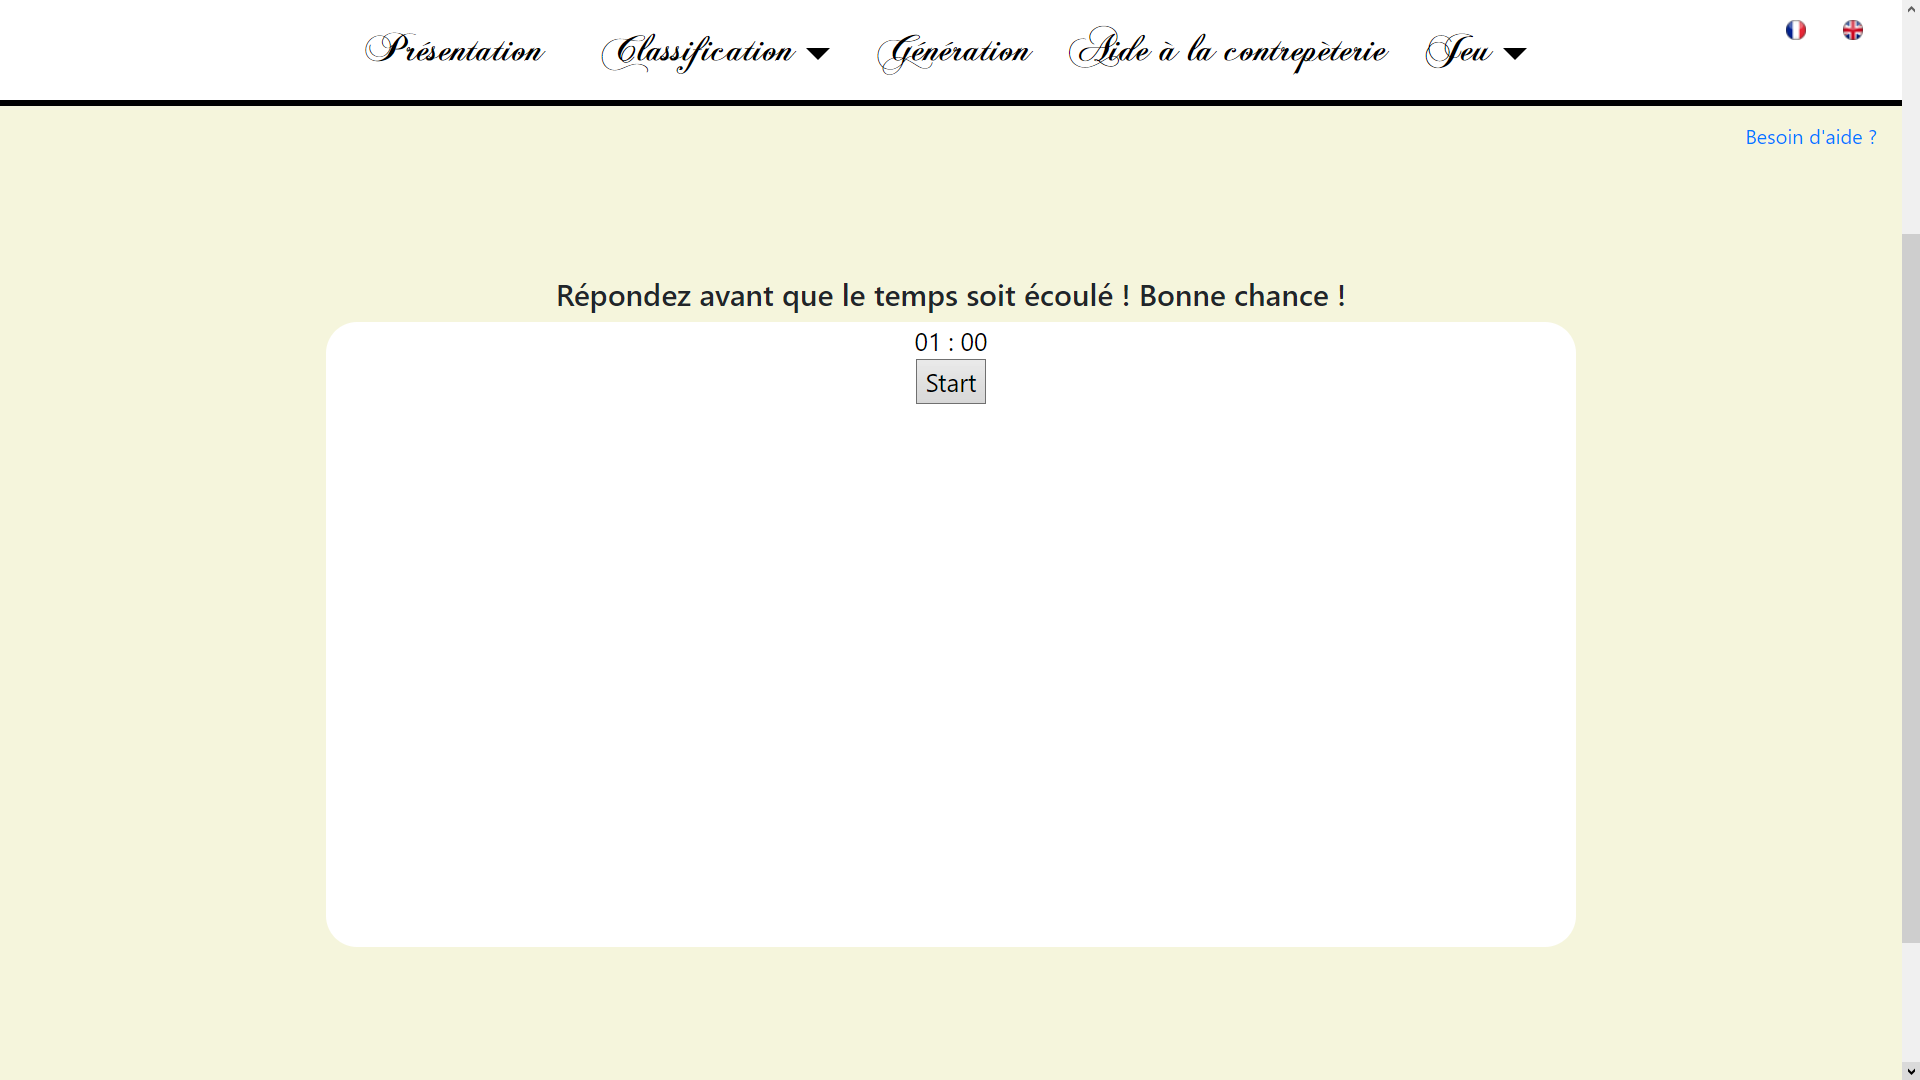 Présentation Classification Génération Aide à la contrepèterie Jeu
Besoin d'aide ?
Répondez avant que le temps soit écoulé ! Bonne chance !
01 : 00
Start